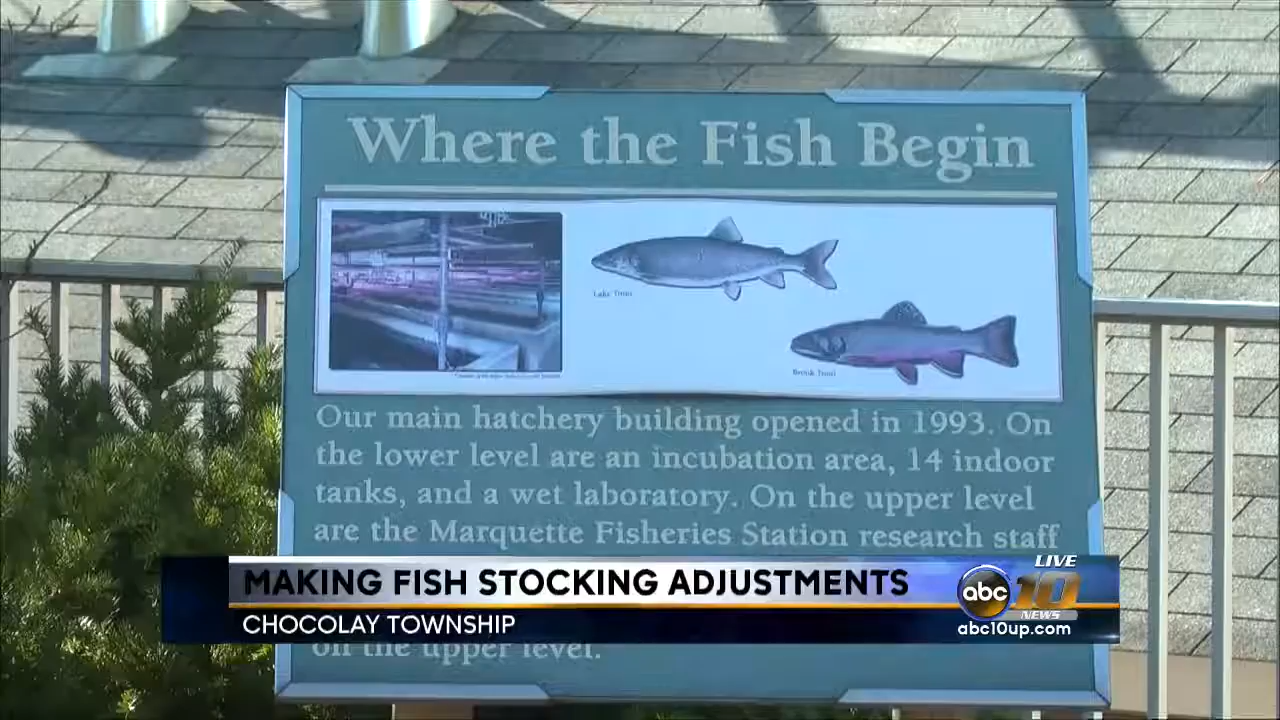 Where the Fish Begin
Lake Trout
Brook Trout
Our main hatchery building opened in 1993. On
the lower level are an incubation area, 14 indoor
tanks, and a wet laboratory. On the upper level
are the Marquette Fisheries Station research staff
on the upper level.
MAKING FISH STOCKING ADJUSTMENTS
CHOCOLAY TOWNSHIP
LIVE
abc 10
NEWS
abc10up.com